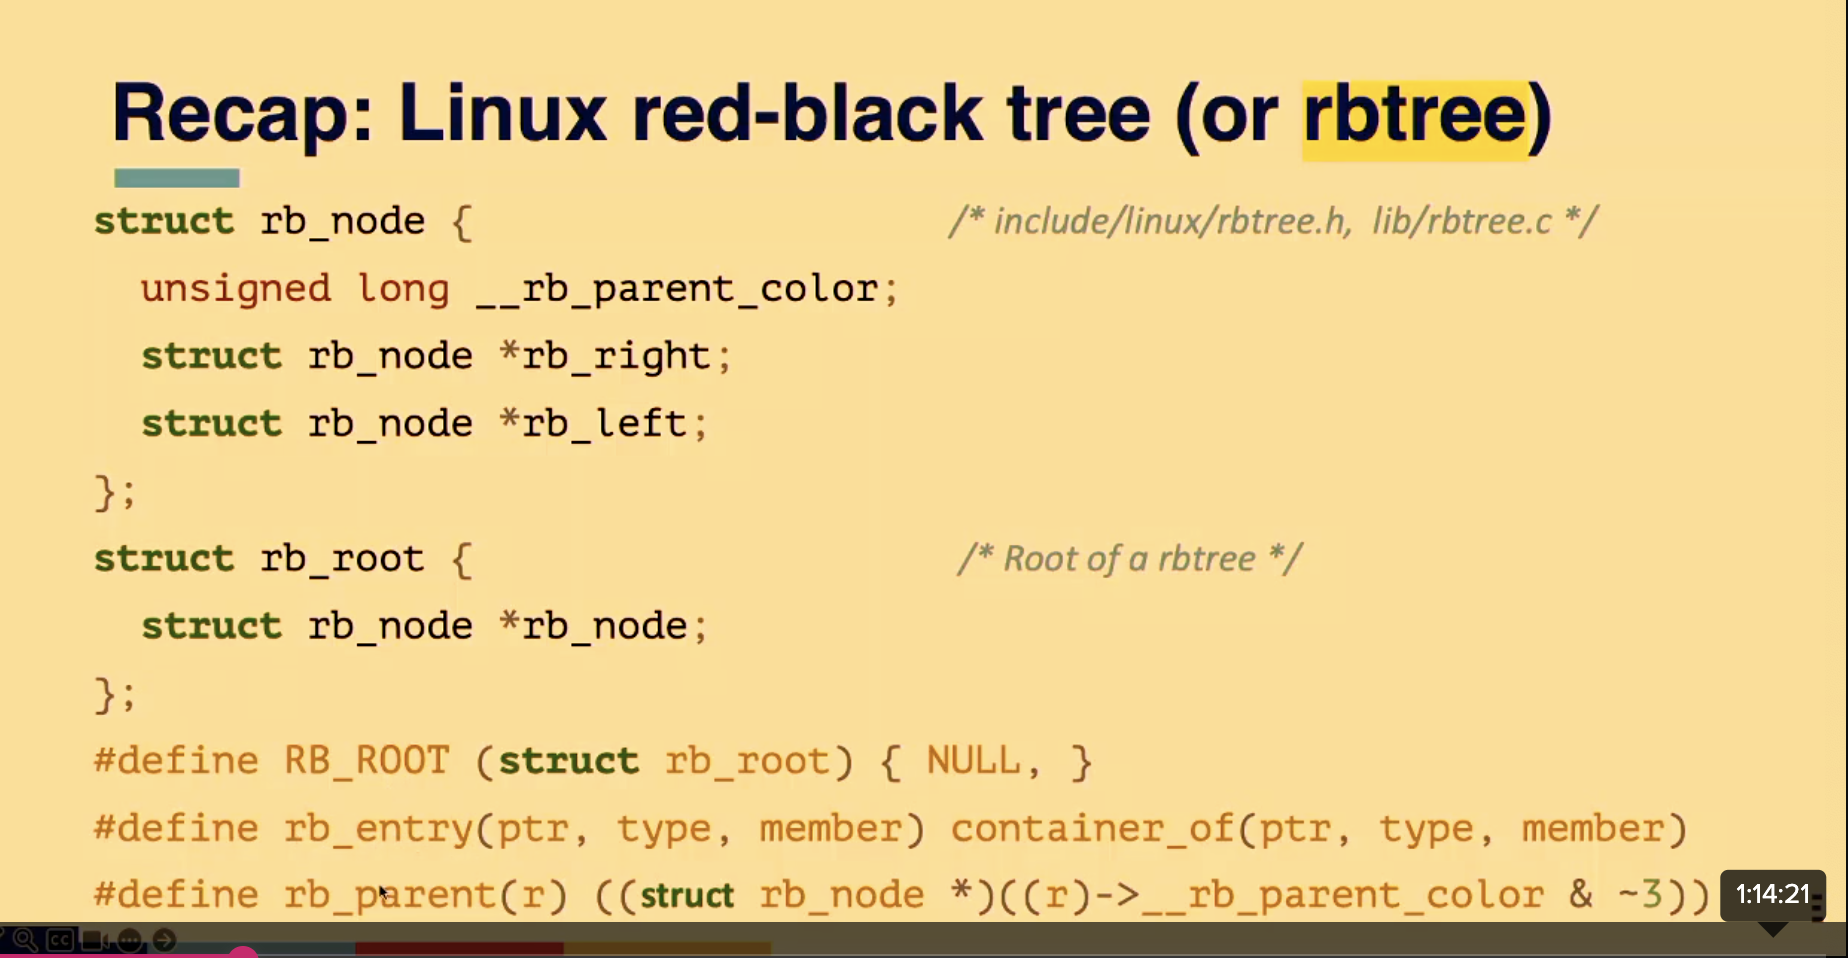 Recap: Linux red-black tree (or rbtree)
struct rb_node { /* include/linux/rbtree.h, lib/rbtree.c */
unsigned long __rb_parent_color;
struct rb_node *rb_right;
struct rb_node *rb_left;
};
struct rb_root { /* Root of a rbtree */
struct rb_node *rb_node;
};
#define RB_ROOT (struct rb_root) { NULL, }
#define rb_entry(ptr, type, member) container_of(ptr, type, member)
#define rb_parent(r) ((struct rb_node *)((r)->__rb_parent_color & ~3))
1:14:21
CC